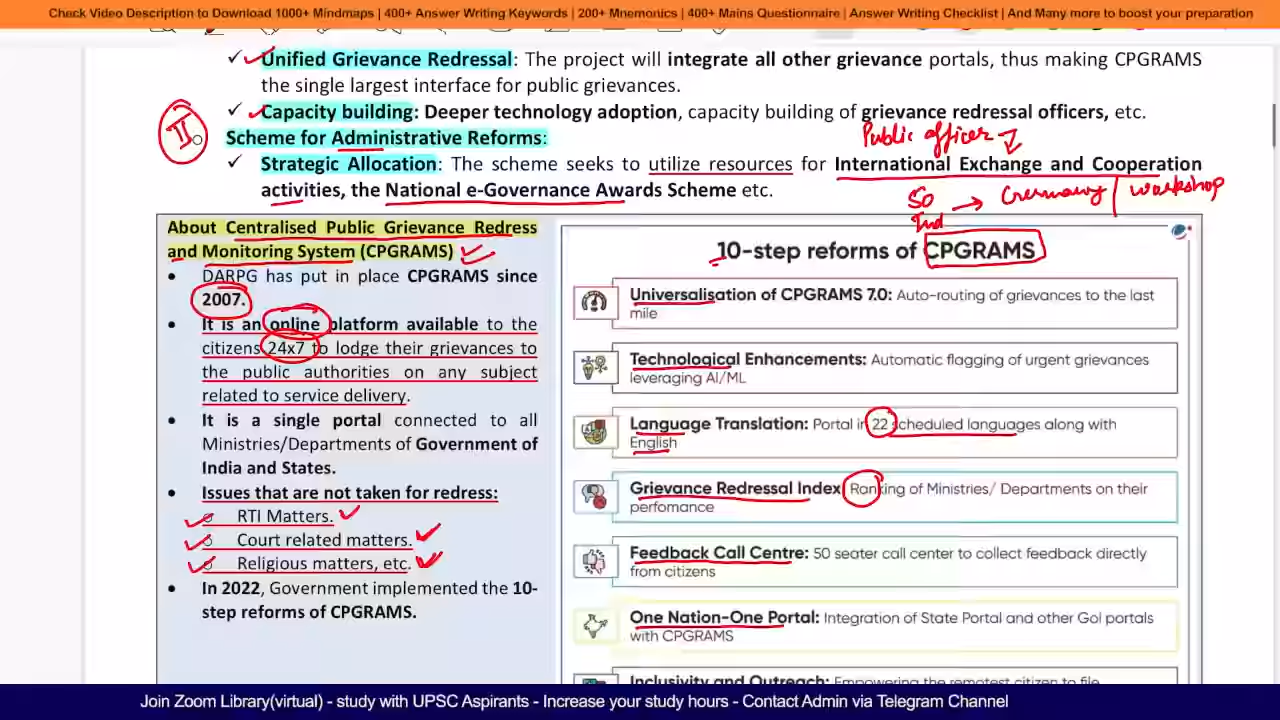 Check Video Description to Download 1000+ Mindmaps | 400+ Answer Writing Keywords | 200+ Mnemonics | 400+ Mains Questionnaire | Answer Writing Checklist | And Many more to boost your preparation
✓ Unified Grievance Redressal: The project will integrate all other grievance portals, thus making CPGRAMS
the single largest interface for public grievances.
✓ Capacity building: Deeper technology adoption, capacity building of grievance redressal officers, etc.
II
Public officer
Scheme for Administrative Reforms:
✓ Strategic Allocation: The scheme seeks to utilize resources for International Exchange and Cooperation
activities, the National e-Governance Awards Scheme etc.
50 Ind → Germany / workshop
About Centralised Public Grievance Redress
and Monitoring System (CPGRAMS)
• DARPG has put in place CPGRAMS since
2007.
• It is an online platform available to the
citizens 24x7 to lodge their grievances to
the public authorities on any subject
related to service delivery.
• It is a single portal connected to all
Ministries/Departments of Government of
India and States.
• Issues that are not taken for redress:
o RTI Matters.
o Court related matters.
o Religious matters, etc.
• In 2022, Government implemented the 10-
step reforms of CPGRAMS.
10-step reforms of CPGRAMS
Universalisation of CPGRAMS 7.0: Auto-routing of grievances to the last
mile
Technological Enhancements: Automatic flagging of urgent grievances
leveraging AI/ML
Language Translation: Portal in 22 scheduled languages along with
English
Grievance Redressal Index: Ranking of Ministries/ Departments on their
perfomance
Feedback Call Centre: 50 seater call center to collect feedback directly
from citizens
One Nation-One Portal: Integration of State Portal and other GoI portals
with CPGRAMS
Inclusivity and Outreach: Empowering the remotest citizen to file
Join Zoom Library(virtual) - study with UPSC Aspirants - Increase your study hours - Contact Admin via Telegram Channel